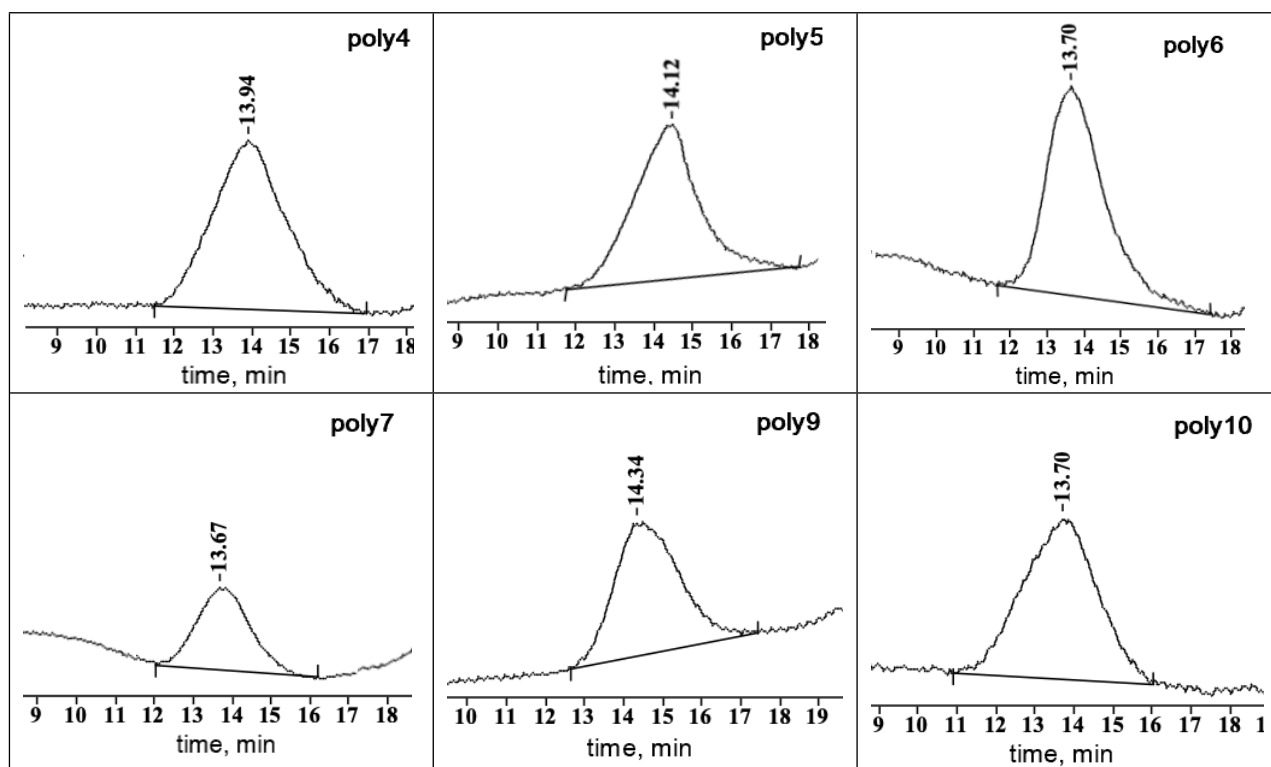 poly4
13.94
9 10 11 12 13 14 15 16 17 18
time, min
poly5
14.12
9 10 11 12 13 14 15 16 17 18
time, min
poly6
13.70
9 10 11 12 13 14 15 16 17 18
time, min
poly7
13.67
9 10 11 12 13 14 15 16 17 18
time, min
poly9
14.34
10 11 12 13 14 15 16 17 18 19
time, min
poly10
13.70
9 10 11 12 13 14 15 16 17 18 1
time, min